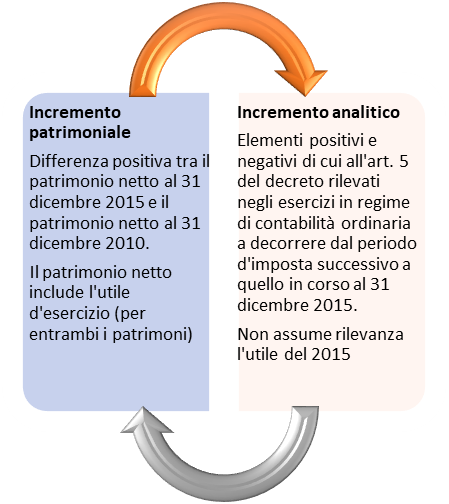 Incremento
patrimoniale
Differenza positiva tra il
patrimonio netto al 31
dicembre 2015 e il
patrimonio netto al 31
dicembre 2010.
Il patrimonio netto
include l'utile
d'esercizio (per
entrambi i patrimoni)
Incremento analitico
Elementi positivi e
negativi di cui all'art. 5
del decreto rilevati
negli esercizi in regime
di contabilità ordinaria
a decorrere dal periodo
d'imposta successivo a
quello in corso al 31
dicembre 2015.
Non assume rilevanza
l'utile del 2015